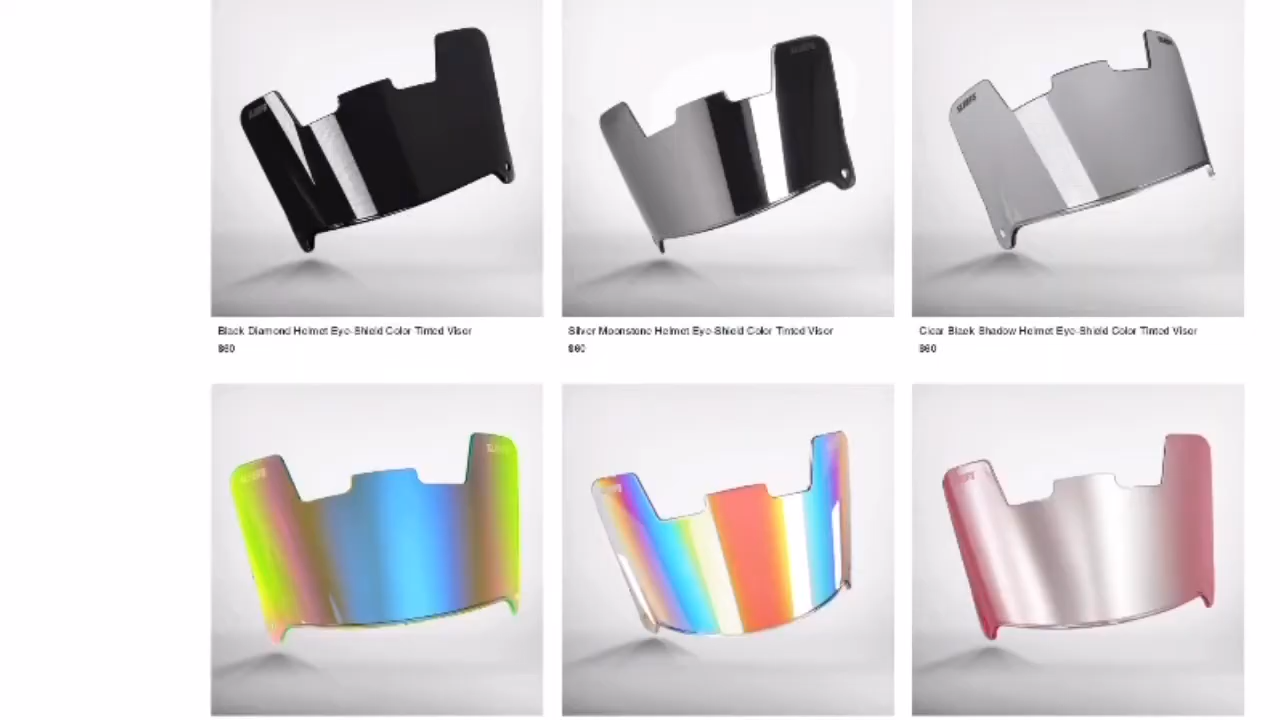 Black Diamond Helmet Eye-Shield Color Tinted Visor
$60
Silver Moonstone Helmet Eye-Shield Color Tinted Visor
$60
Clear Black Shadow Helmet Eye-Shield Color Tinted Visor
$60